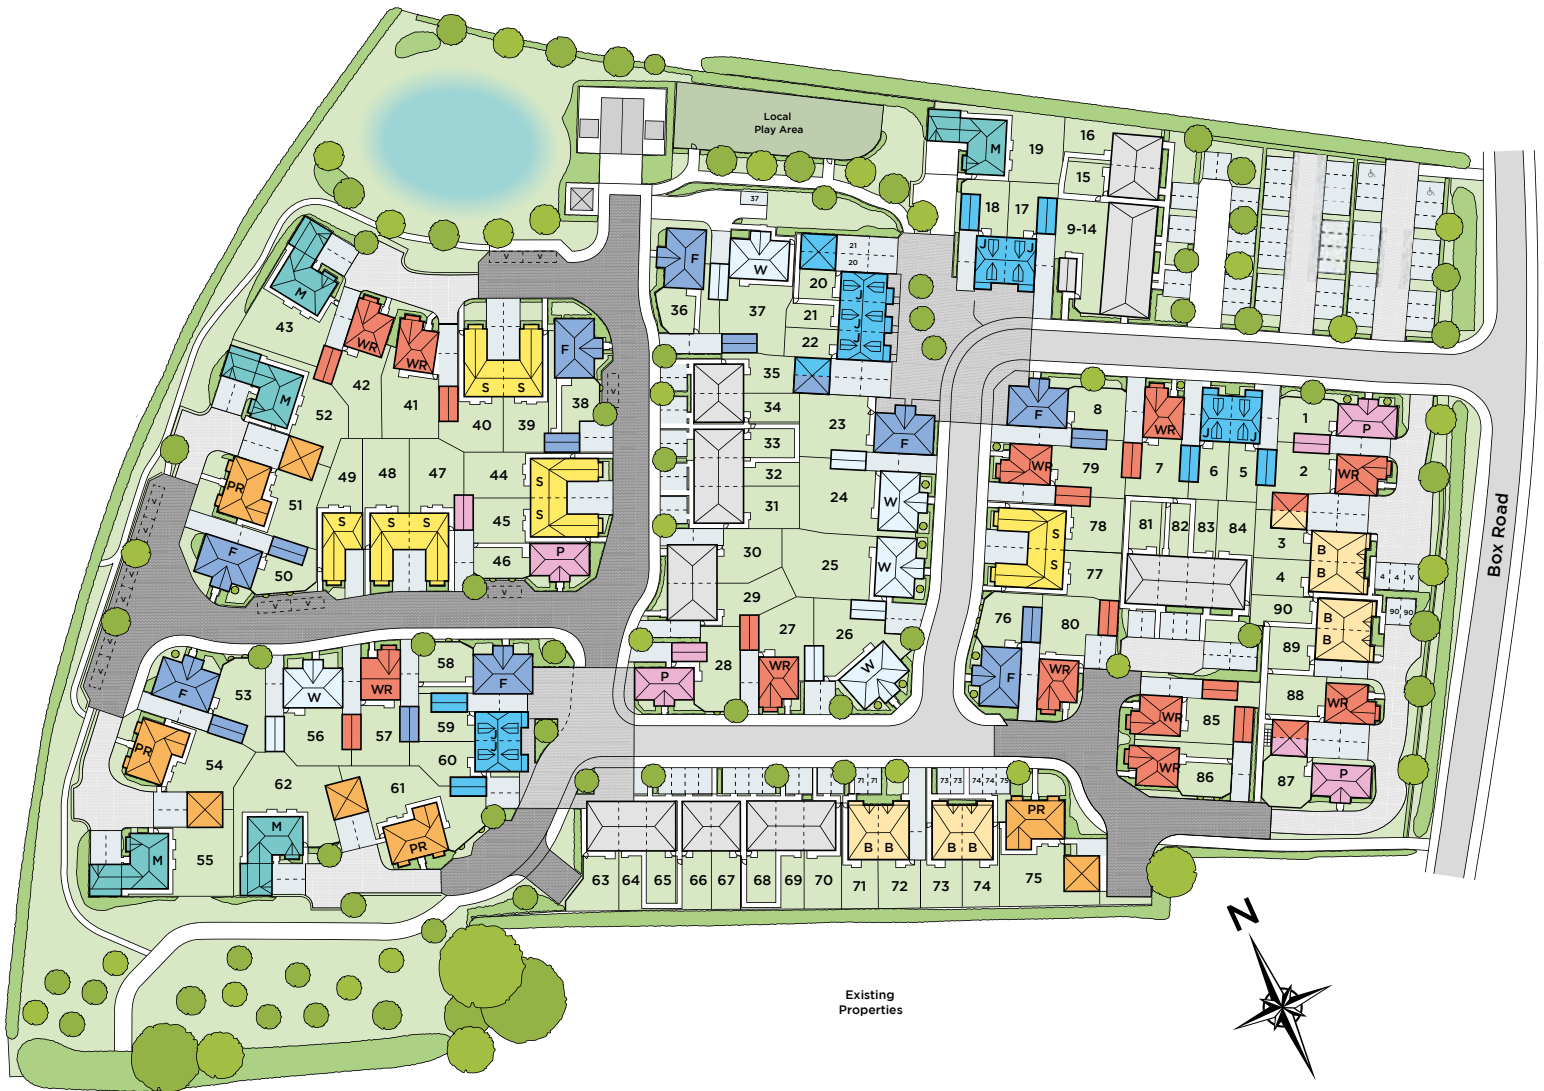 Local
Play Area
16
19
M
15
37
18
17
9-14
J
J
21
20
F
W
M
20
J
36
37
21
J
43
22
J
WR
WR
F
35
S
S
42
41
38
34
8
F
WR
J
J
1
P
M
52
40
39
23
F
33
49
48
47
44
32
79
WR
7
6
5
2
WR
PR
S
51
24
W
31
45
S
S
S
S
78
S
81
82
83
84
3
B
F
P
46
30
25
W
77
S
B
4
4
4
V
50
29
90
90
90
76
80
B
27
26
B
89
58
28
W
WR
F
WR
P
WR
F
F
53
W
WR
88
WR
59
J
85
WR
PR
56
57
J
60
54
62
61
WR
86
87
P
71
71
73
73
74
74
75
M
PR
PR
M
55
B
B
B
B
63
64
65
66
67
68
69
70
71
72
73
74
75
Box Road
N
Existing
Properties